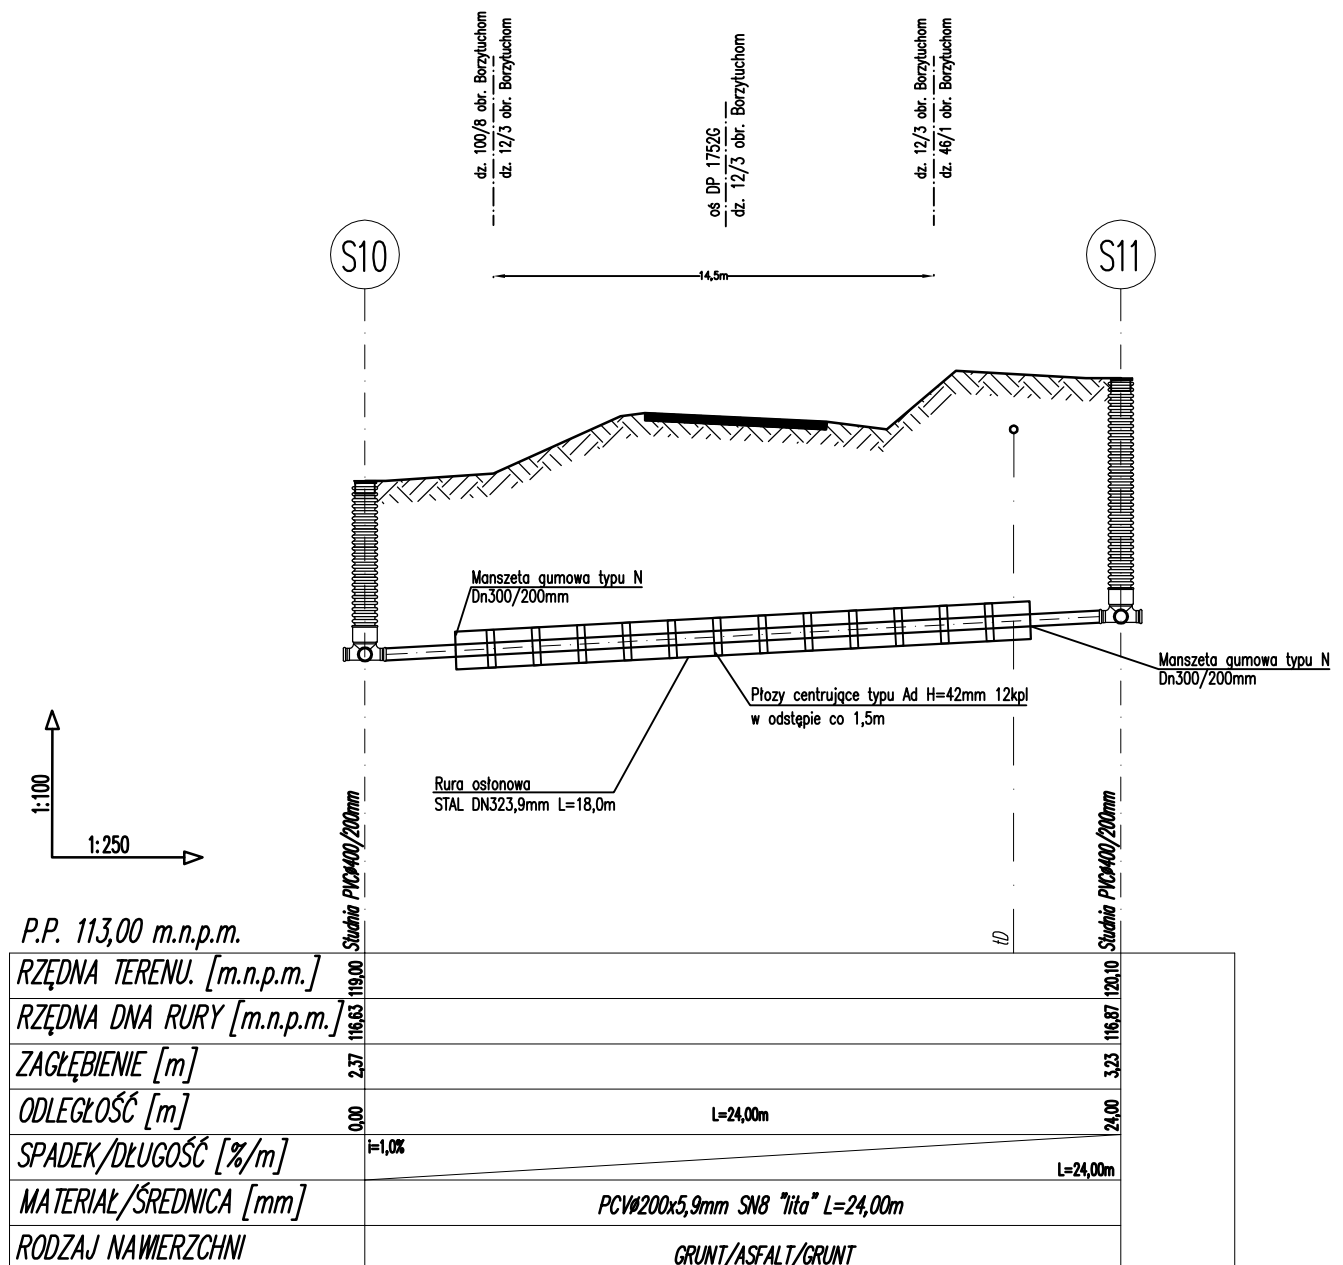 dz. 100/8 obr. Borzytuchom
dz. 12/3 obr. Borzytuchom
oś DP 1752G
dz. 12/3 obr. Borzytuchom
dz. 12/3 obr. Borzytuchom
dz. 46/1 obr. Borzytuchom
S10
S11
14,5m
Manszeta gumowa typu N
Dn300/200mm
Manszeta gumowa typu N
Dn300/200mm
Płozy centrujące typu Ad H=42mm 12kpl
w odstępie co 1,5m
Rura osłonowa
STAL DN323,9mm L=18,0m
1:100
1:250
Studnia PVCø400/200mm
tD
Studnia PVCø400/200mm
P.P. 113,00 m.n.p.m.
RZĘDNA TERENU. [m.n.p.m.] 119,00 120,10
RZĘDNA DNA RURY [m.n.p.m.] 116,63 116,87
ZAGŁĘBIENIE [m] 2,37 3,23
ODLEGŁOŚĆ [m] 0,00 L=24,00m 24,00
SPADEK/DŁUGOŚĆ [%/m] i=1,0% L=24,00m
MATERIAŁ/ŚREDNICA [mm] PCVø200x5,9mm SN8 "lita" L=24,00m
RODZAJ NAWIERZCHNI GRUNT/ASFALT/GRUNT